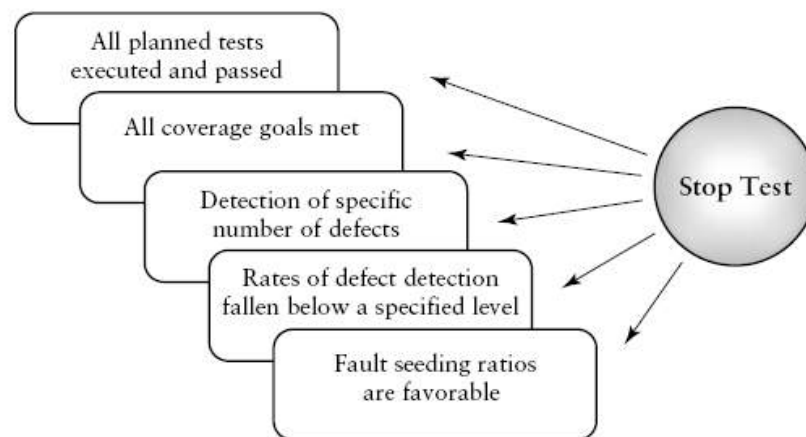 All planned tests
executed and passed
All coverage goals met
Detection of specific
number of defects
Rates of defect detection
fallen below a specified level
Fault seeding ratios
are favorable
Stop Test